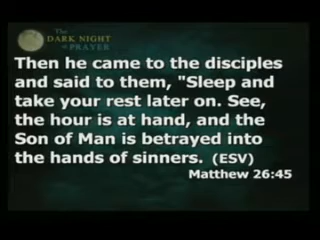 The
DARK NIGHT
of PRAYER
Then he came to the disciples
and said to them, "Sleep and
take your rest later on. See,
the hour is at hand, and the
Son of Man is betrayed into
the hands of sinners. (ESV)
Matthew 26:45